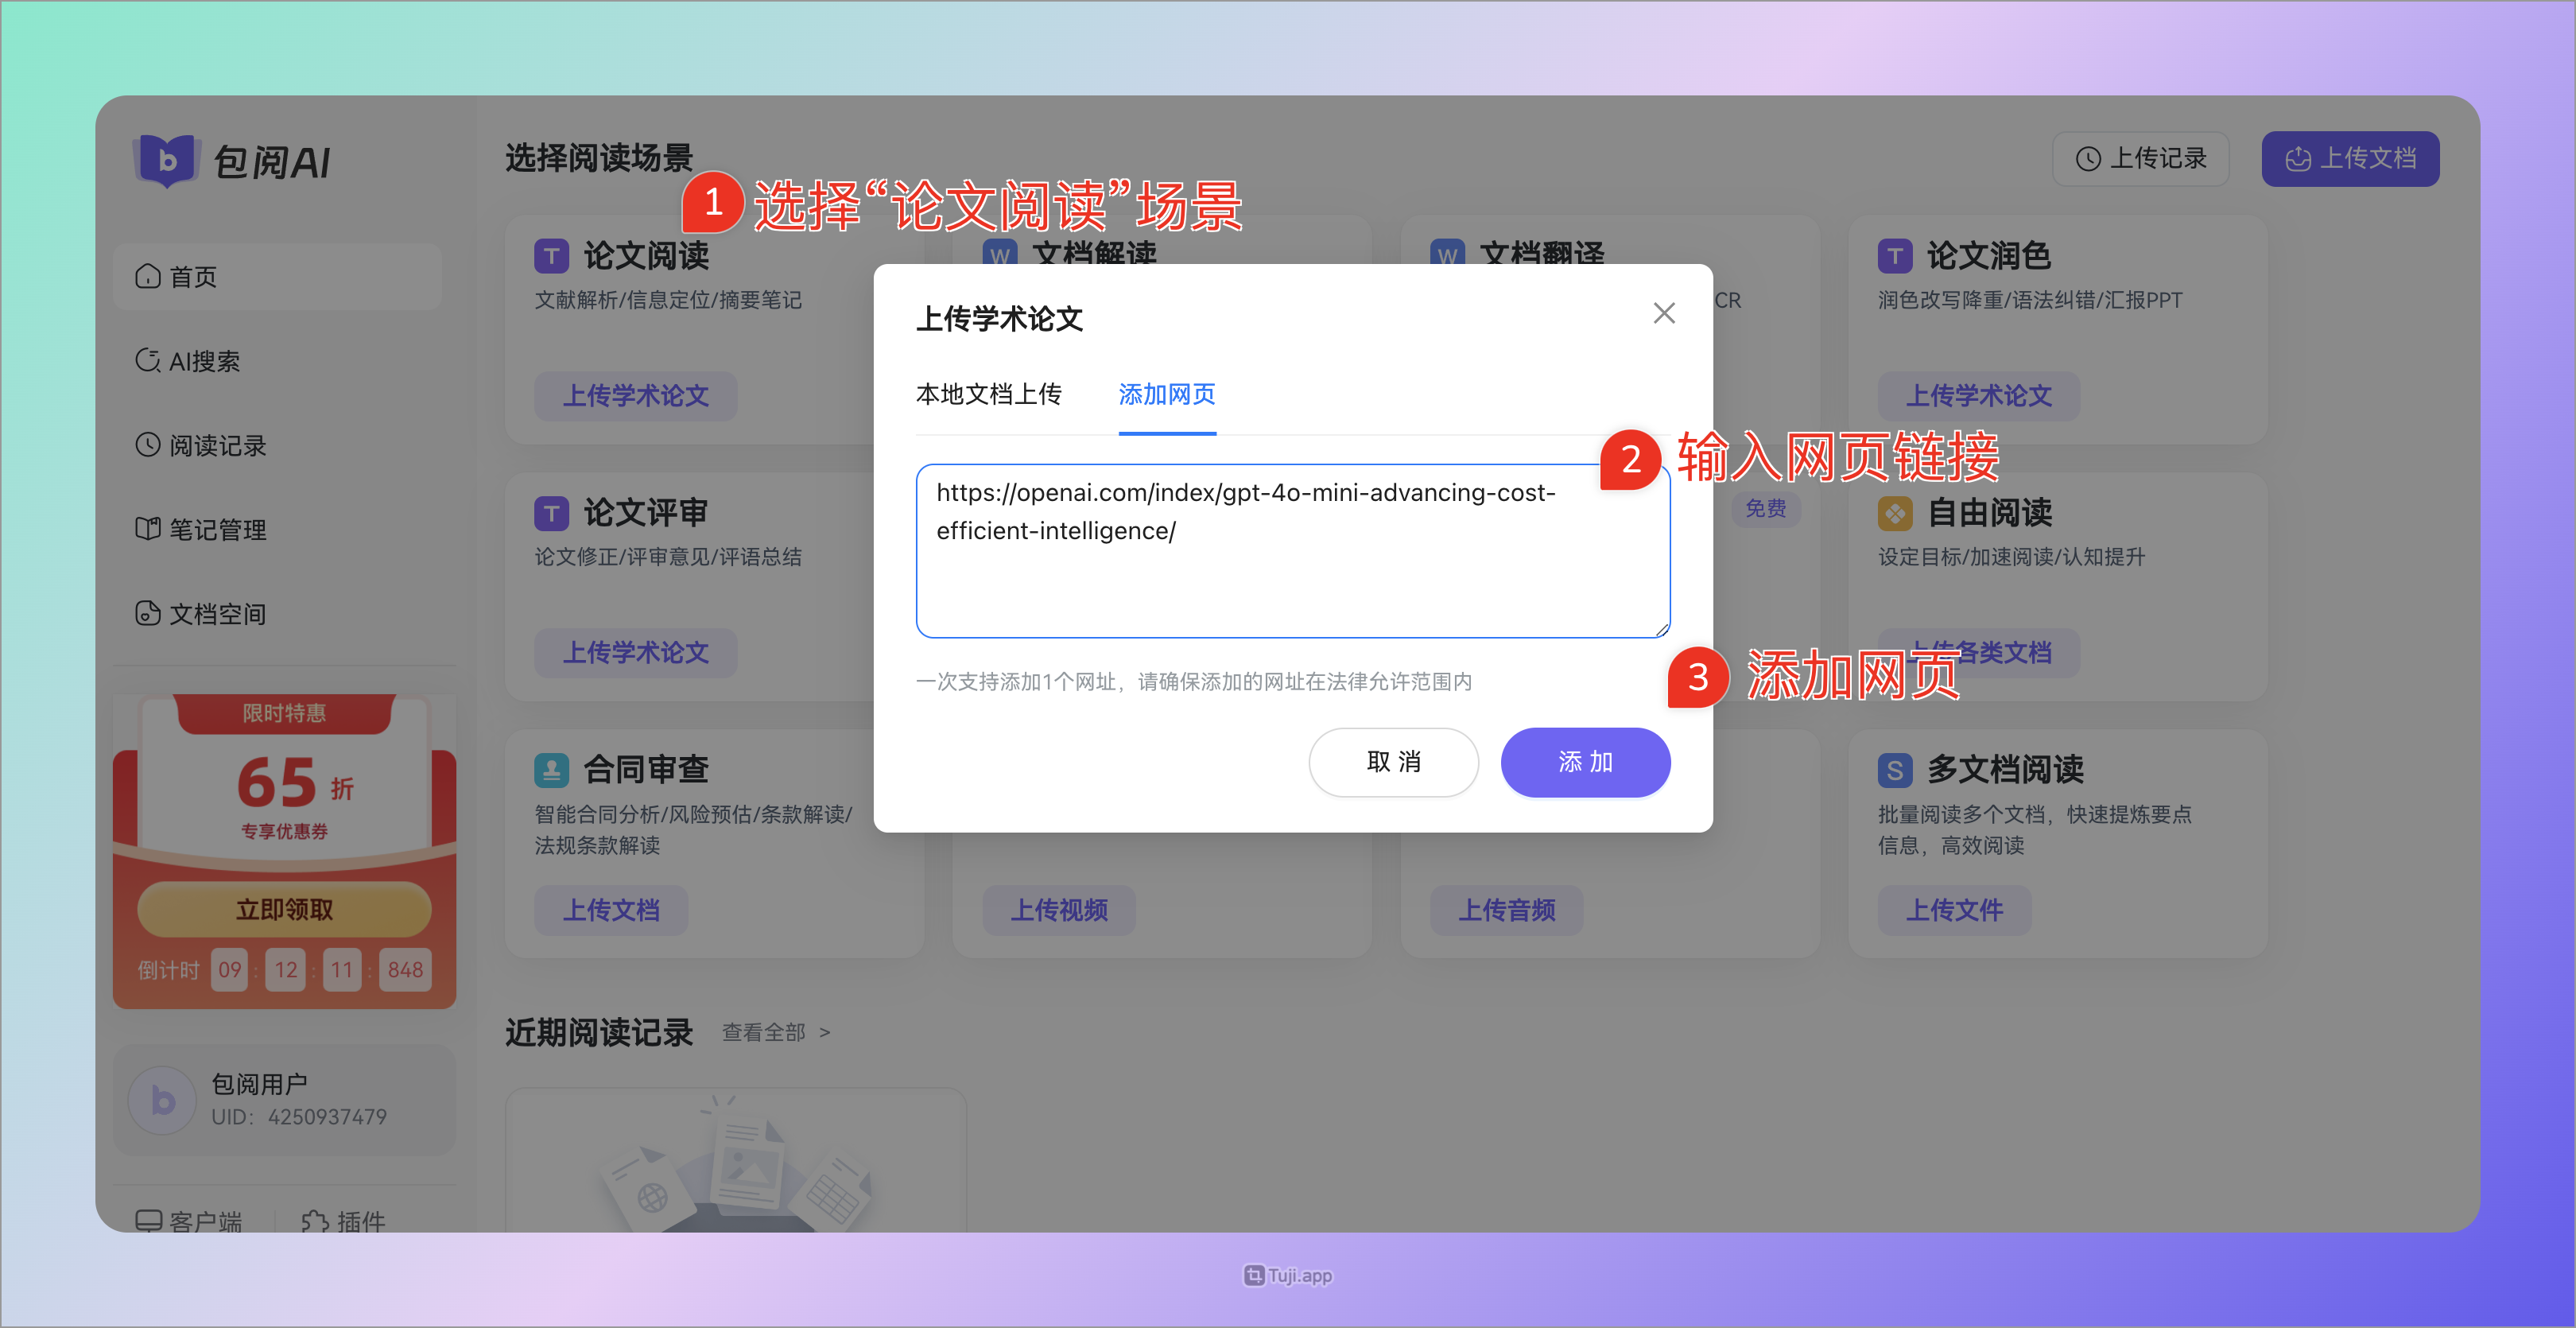 包阅AI
首页
AI搜索
阅读记录
笔记管理
文档空间
限时特惠
65 折
专享优惠券
立即领取
倒计时 09 : 12 : 11 : 848
包阅用户
UID: 4250937479
客户端
插件
选择阅读场景
上传记录
上传文档
1 选择“论文阅读”场景
T 论文阅读
文献解析/信息定位/摘要笔记
上传学术论文
W 文档解读
W 文档翻译
CR
T 论文润色
润色改写降重/语法纠错/汇报PPT
上传学术论文
T 论文评审
论文修正/评审意见/评语总结
上传学术论文
免费
自由阅读
设定目标/加速阅读/认知提升
上传各类文档
合同审查
智能合同分析/风险预估/条款解读/
法规条款解读
上传文档
上传视频
上传音频
S 多文档阅读
批量阅读多个文档，快速提炼要点
信息，高效阅读
上传文件
上传学术论文
本地文档上传
添加网页
2 输入网页链接
https://openai.com/index/gpt-4o-mini-advancing-cost-
efficient-intelligence/
3 添加网页
一次支持添加1个网址，请确保添加的网址在法律允许范围内
取 消
添 加
近期阅读记录
查看全部 >
Tuji.app